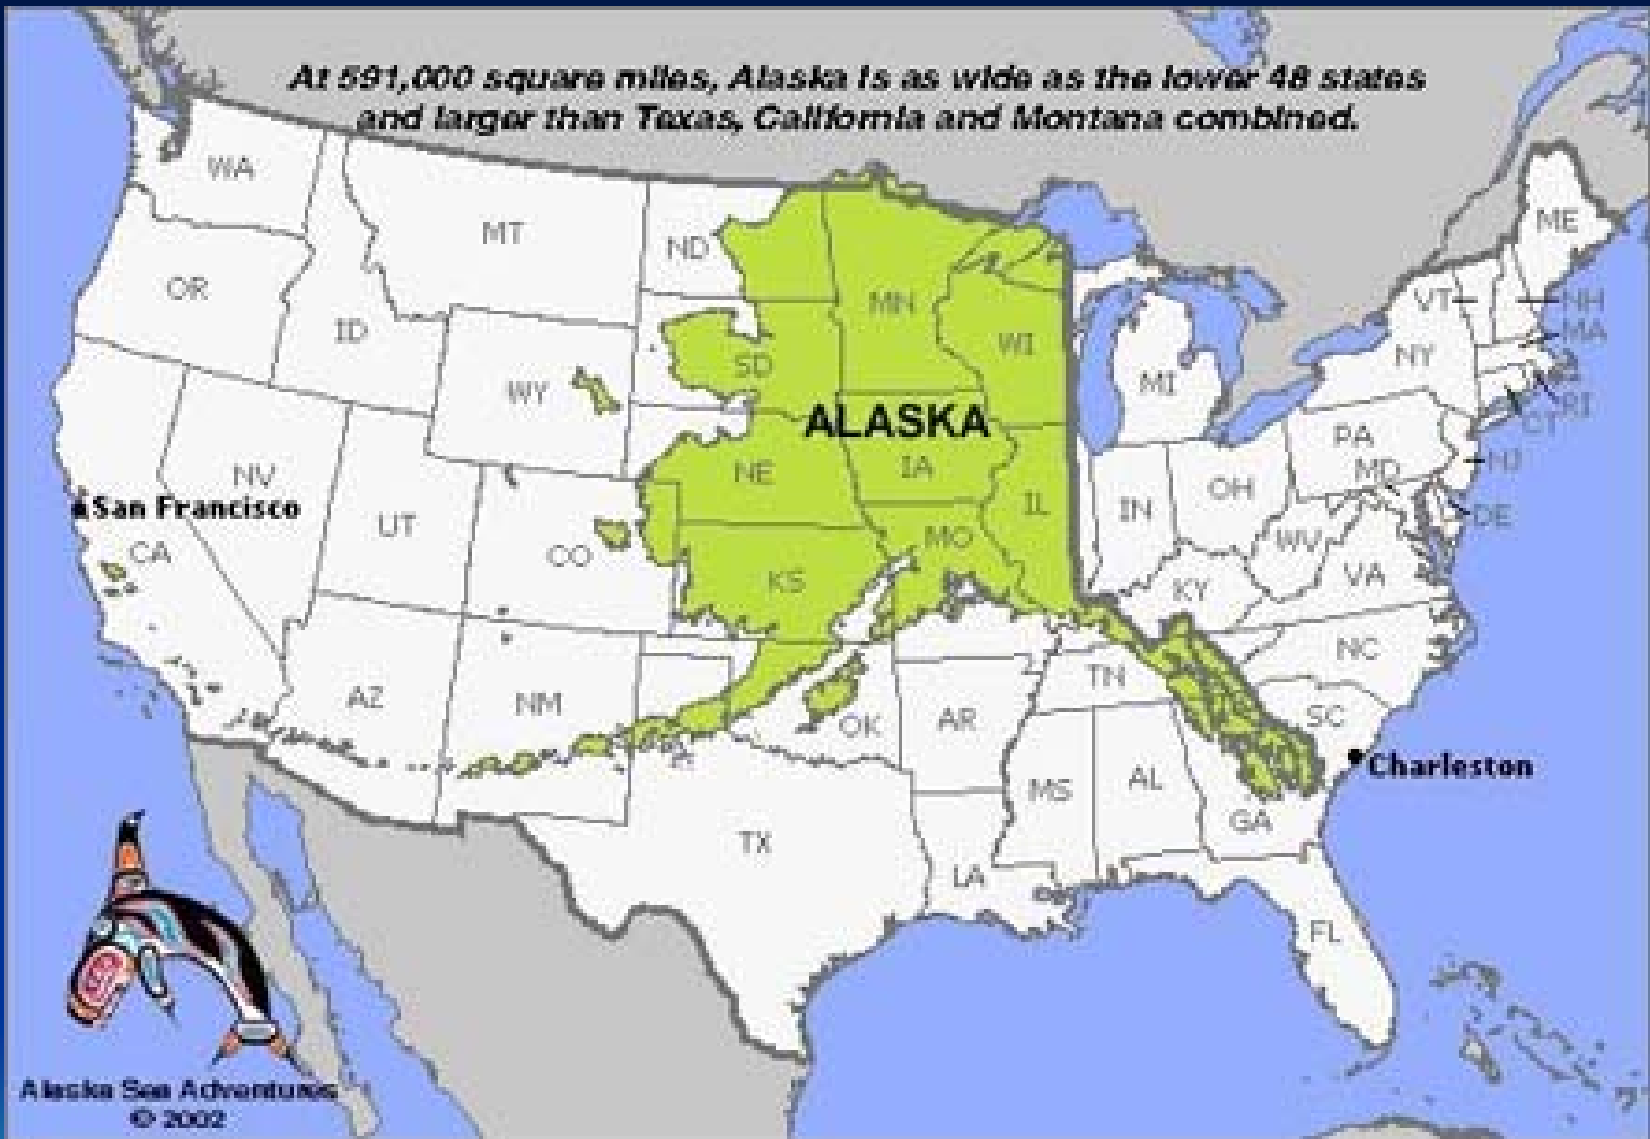 At 591,000 square miles, Alaska is as wide as the lower 48 states
and larger than Texas, California and Montana combined.
WA
MT
ND
ME
OR
ID
MN
VT
NH
MA
WI
NY
SD
MI
WY
RI
CT
ALASKA
PA
NJ
NV
NE
IA
MD
San Francisco
UT
IL
IN
OH
DE
CA
CO
MO
WV
KS
KY
VA
AZ
NM
TN
NC
OK
AR
SC
Charleston
MS
AL
GA
TX
LA
FL
Alaska Sea Adventures
© 2002